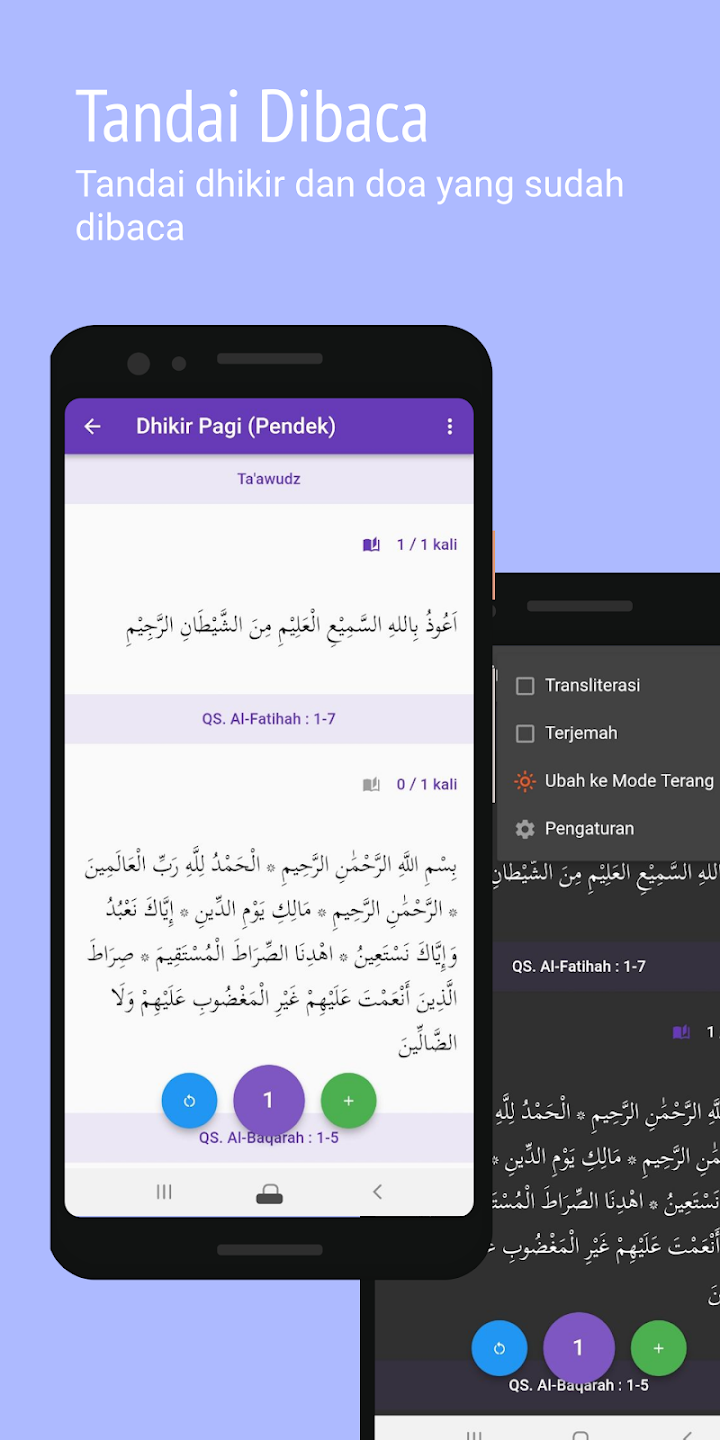 Tandai Dibaca
Tandai dhikir dan doa yang sudah
dibaca
Dhikir Pagi (Pendek)
Ta'awudz
1 / 1 kali
اَعُوذُ بِاللهِ السَّمِيْعِ الْعَلِيْمِ مِنَ الشَّيْطَانِ الرَّجِيْمِ
QS. Al-Fatihah : 1-7
0 / 1 kali
بِسْمِ اللَّهِ الرَّحْمَٰنِ الرَّحِيمِ ۞ الْحَمْدُ لِلَّهِ رَبِّ الْعَالَمِينَ
۞ الرَّحْمَٰنِ الرَّحِيمِ ۞ مَالِكِ يَوْمِ الدِّينِ ۞ إِيَّاكَ نَعْبُدُ
وَإِيَّاكَ نَسْتَعِينُ ۞ اهْدِنَا الصِّرَاطَ الْمُسْتَقِيمَ ۞ صِرَاطَ
الَّذِينَ أَنْعَمْتَ عَلَيْهِمْ غَيْرِ الْمَغْضُوبِ عَلَيْهِمْ وَلَا
الضَّالِّينَ
1
+
QS. Al-Baqarah : 1-5
Transliterasi
Terjemah
Ubah ke Mode Terang
Pengaturan
اللهِ السَّمِيْعِ الْعَلِيْمِ مِنَ الشَّيْطَانِ
QS. Al-Fatihah : 1-7
1
الرَّحْمَٰنِ الرَّحِيمِ ۞ الْحَمْدُ لِلَّهِ
الرَّحِيمِ ۞ مَالِكِ يَوْمِ الدِّينِ ۞
نَسْتَعِينُ ۞ اهْدِنَا الصِّرَاطَ
أَنْعَمْتَ عَلَيْهِمْ غَيْرِ الْمَغْضُوبِ
1
+
QS. Al-Baqarah : 1-5